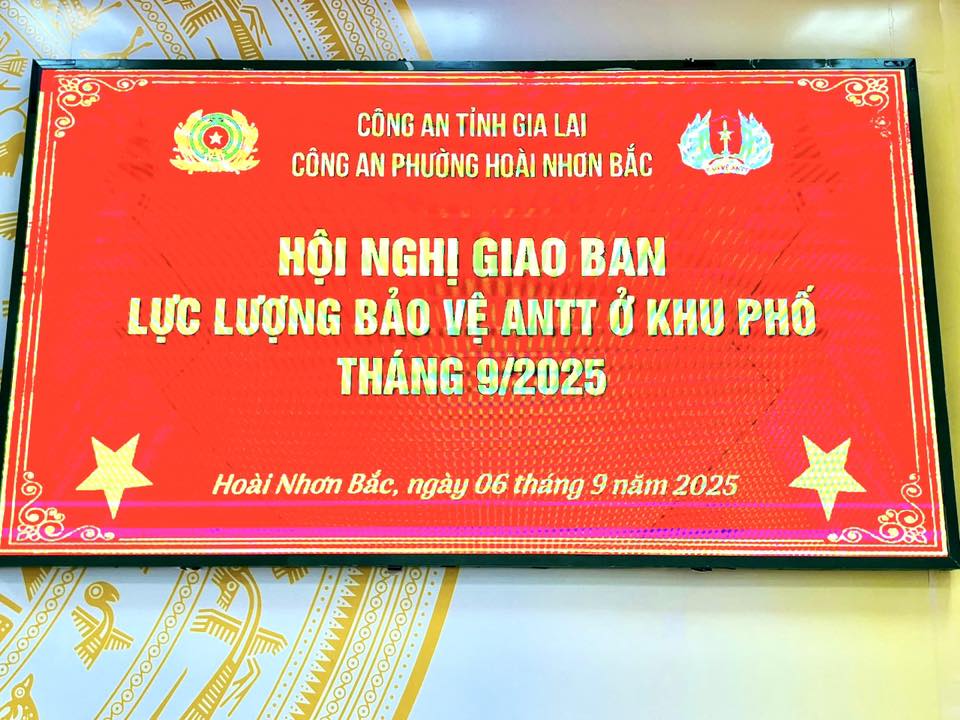 CÔNG AN TỈNH GIA LAI
CÔNG AN PHƯỜNG HOÀI NHƠN BẮC
HỘI NGHỊ GIAO BAN
LỰC LƯỢNG BẢO VỆ ANTT Ở KHU PHỐ
THÁNG 9/2025
Hoài Nhơn Bắc, ngày 06 tháng 9 năm 2025